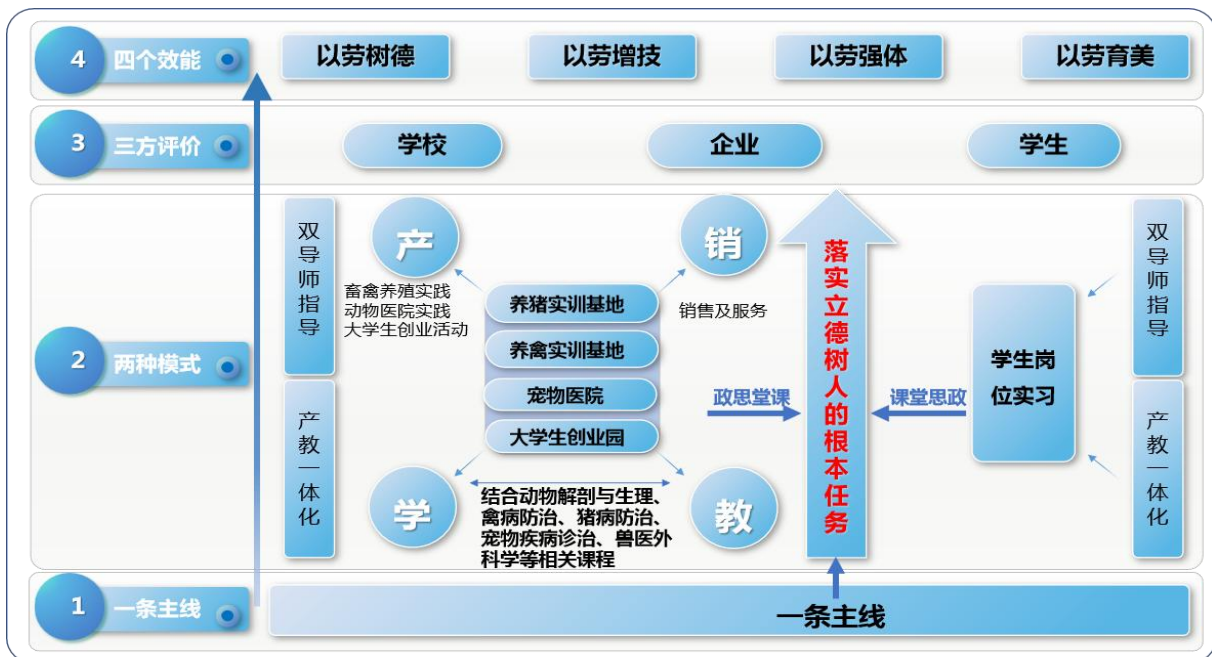 4 四个效能
以劳树德
以劳增技
以劳强体
以劳育美
3 三方评价
学校
企业
学生
2 两种模式
双导师指导
产教一体化
产
畜禽养殖实践
动物医院实践
大学生创业活动
销
销售及服务
养猪实训基地
养禽实训基地
宠物医院
大学生创业园
学
教
结合动物解剖与生理、
禽病防治、猪病防治、
宠物疾病诊治、兽医外
科学等相关课程
政思堂课
落实立德树人的根本任务
课堂思政
学生岗
位实习
双导师指导
产教一体化
1 一条主线
一条主线